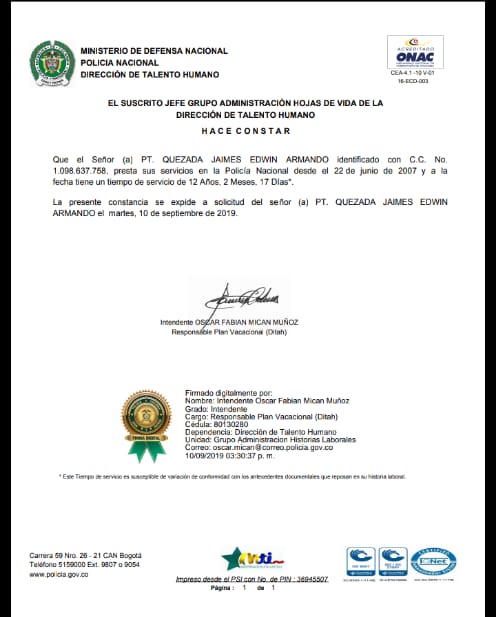 MINISTERIO DE DEFENSA NACIONAL
POLICIA NACIONAL
DIRECCIÓN DE TALENTO HUMANO
ACREDITADO
ONAC
CEA-4.1 -10 V-01
16-ECD-003
EL SUSCRITO JEFE GRUPO ADMINISTRACIÓN HOJAS DE VIDA DE LA
DIRECCIÓN DE TALENTO HUMANO
H A C E C O N S T A R
Que el Señor (a) PT. QUEZADA JAIMES EDWIN ARMANDO identificado con C.C. No.
1.098.637.758, presta sus servicios en la Policía Nacional desde el 22 de junio de 2007 y a la
fecha tiene un tiempo de servicio de 12 Años, 2 Meses, 17 Días*.
La presente constancia se expide a solicitud del señor (a) PT. QUEZADA JAIMES EDWIN
ARMANDO el martes, 10 de septiembre de 2019.
Intendente OSCAR FABIAN MICAN MUÑOZ
Responsable Plan Vacacional (Ditah)
FIRMA DIGITAL
Firmado digitalmente por:
Nombre: Intendente Oscar Fabian Mican Muñoz
Grado: Intendente
Cargo: Responsable Plan Vacacional (Ditah)
Cédula: 80130280
Dependencia: Dirección de Talento Humano
Unidad: Grupo Administracion Historias Laborales
Correo: oscar.mican@correo.policia.gov.co
10/09/2019 03:30:37 p. m.
* Este Tiempo de servicio es susceptible de variación de conformidad con los antecedentes documentales que reposan en su historia laboral.
Carrera 59 Nro. 26 - 21 CAN Bogotá
Teléfono 5159000 Ext. 9807 o 9054
www.policia.gov.co
Impreso desde el PSI con No. de PIN : 36945507
Página : 1 de 1
IQNet